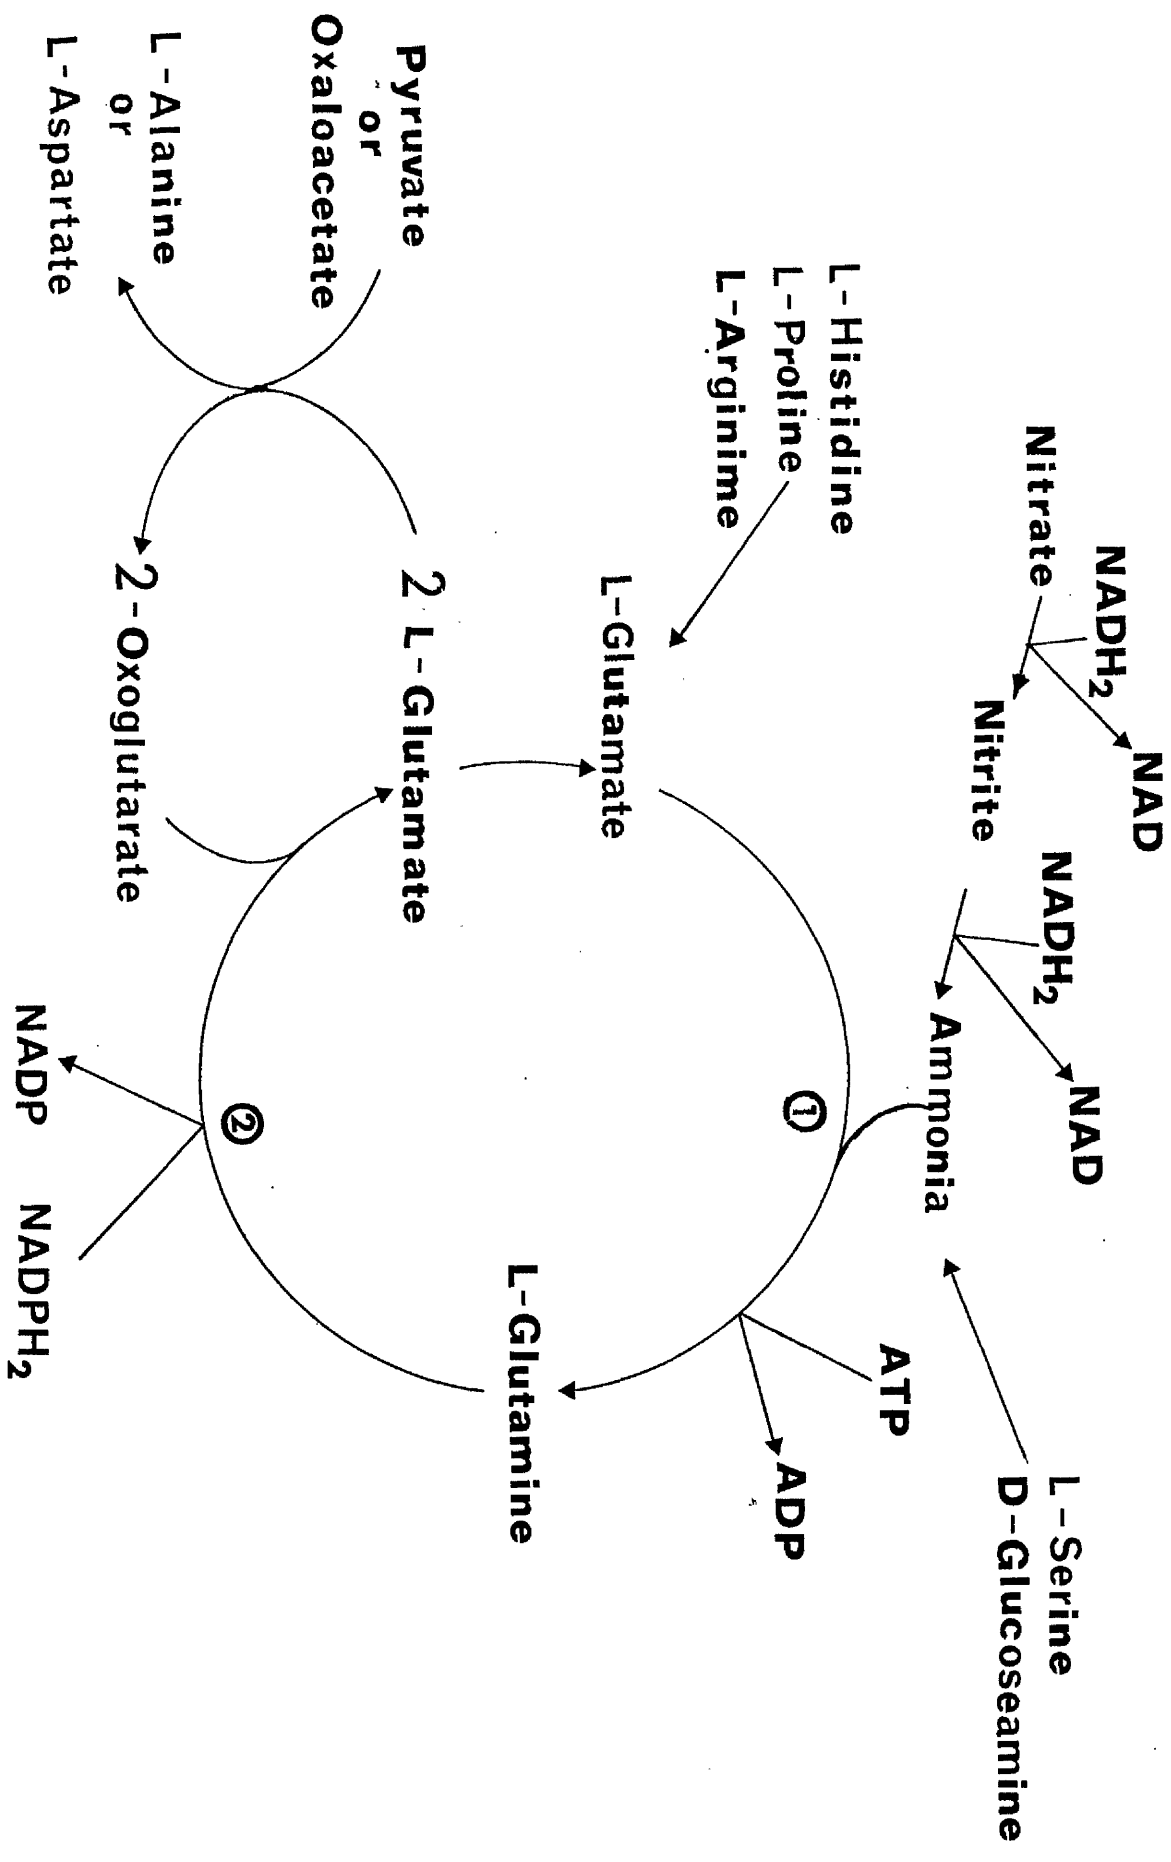 NADH2
NAD
Nitrate
Nitrite
NADH2
NAD
Ammonia
L-Serine
D-Glucoseamine
L-Histidine
L-Proline
L-Arginime
ATP
ADP
①
L-Glutamate
L-Glutamine
2 L-Glutamate
Pyruvate
or
Oxaloacetate
②
2-Oxoglutarate
L-Alanine
or
L-Aspartate
NADP
NADPH2